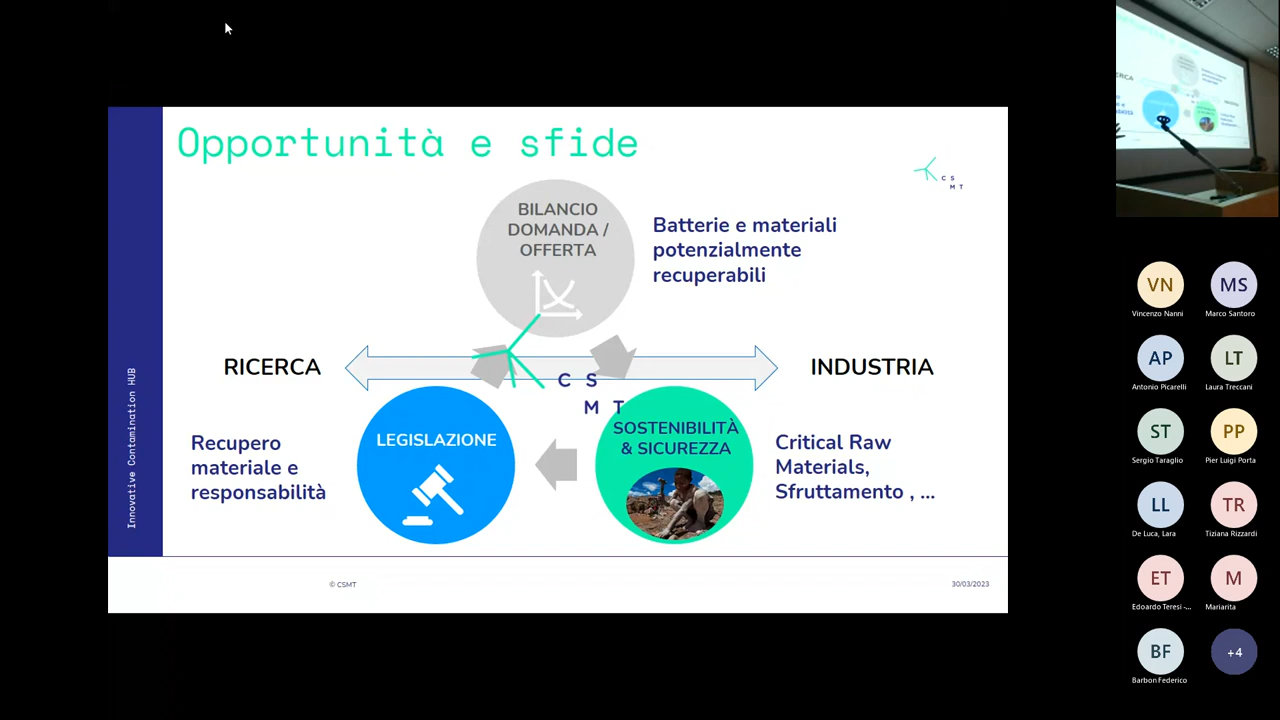 Opportunità e sfide
C S
M T
BILANCIO
DOMANDA /
OFFERTA
Batterie e materiali
potenzialmente
recuperabili
RICERCA
INDUSTRIA
C S
M T
LEGISLAZIONE
SOSTENIBILITÀ
& SICUREZZA
Recupero
materiale e
responsabilità
Critical Raw
Materials,
Sfruttamento , ...
Innovative Contamination HUB
© CSMT
30/03/2023
VN
MS
Vincenzo Nanni
Marco Santoro
AP
LT
Antonio Picarelli
Laura Treccani
ST
PP
Sergio Taraglio
Pier Luigi Porta
LL
TR
De Luca, Lara
Tiziana Rizzardi
ET
M
Edoardo Teresi -...
Mariarita
BF
+4
Barbon Federico